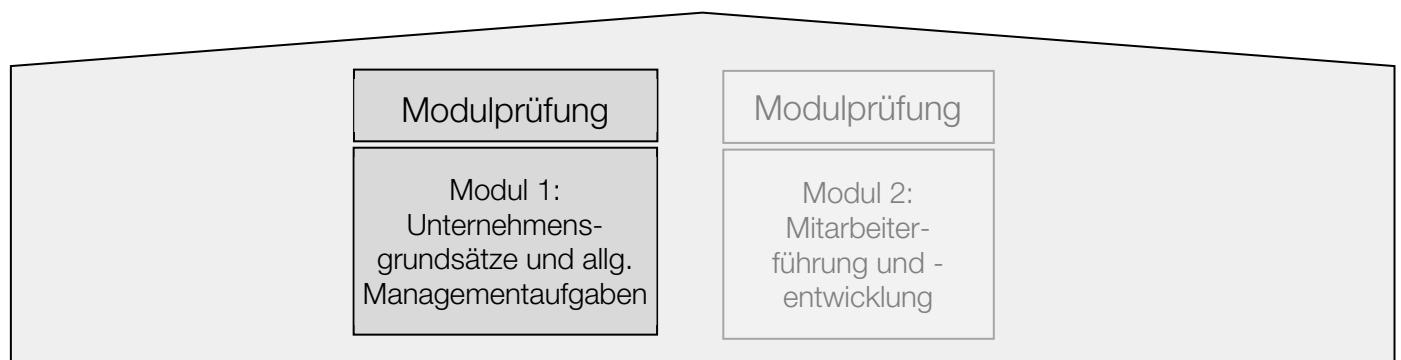 Modulprüfung
Modul 1:
Unternehmens-
grundsätze und allg.
Managementaufgaben
Modulprüfung
Modul 2:
Mitarbeiter-
führung und -
entwicklung